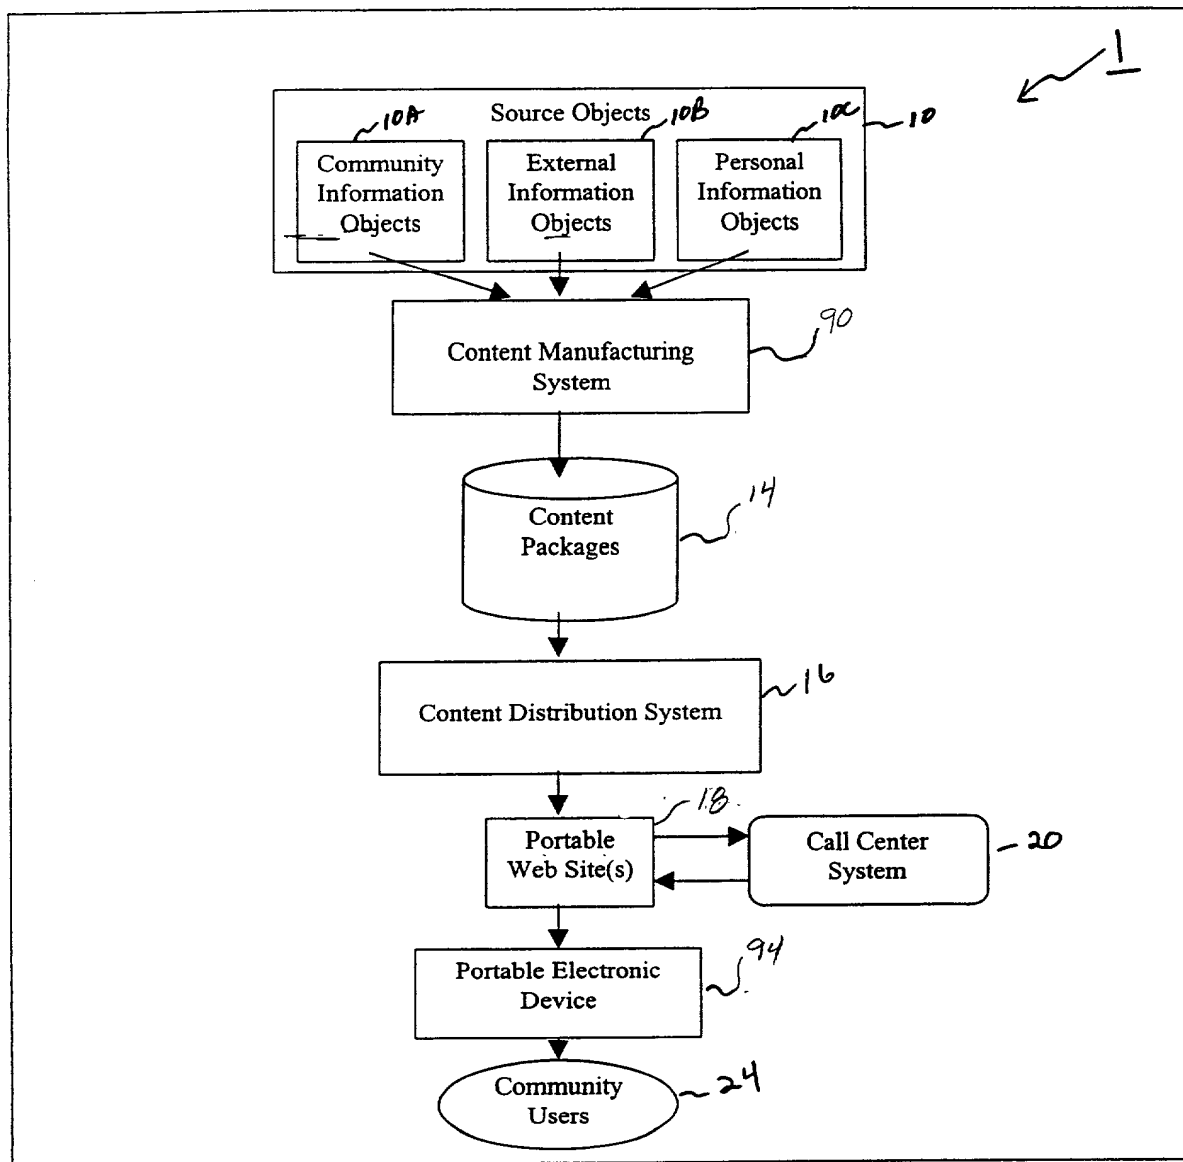 1
Source Objects
10
10A
10B
10C
Community
Information
Objects
External
Information
Objects
Personal
Information
Objects
Content Manufacturing
System
90
Content
Packages
14
Content Distribution System
16
18
Portable
Web Site(s)
Call Center
System
20
Portable Electronic
Device
94
Community
Users
24